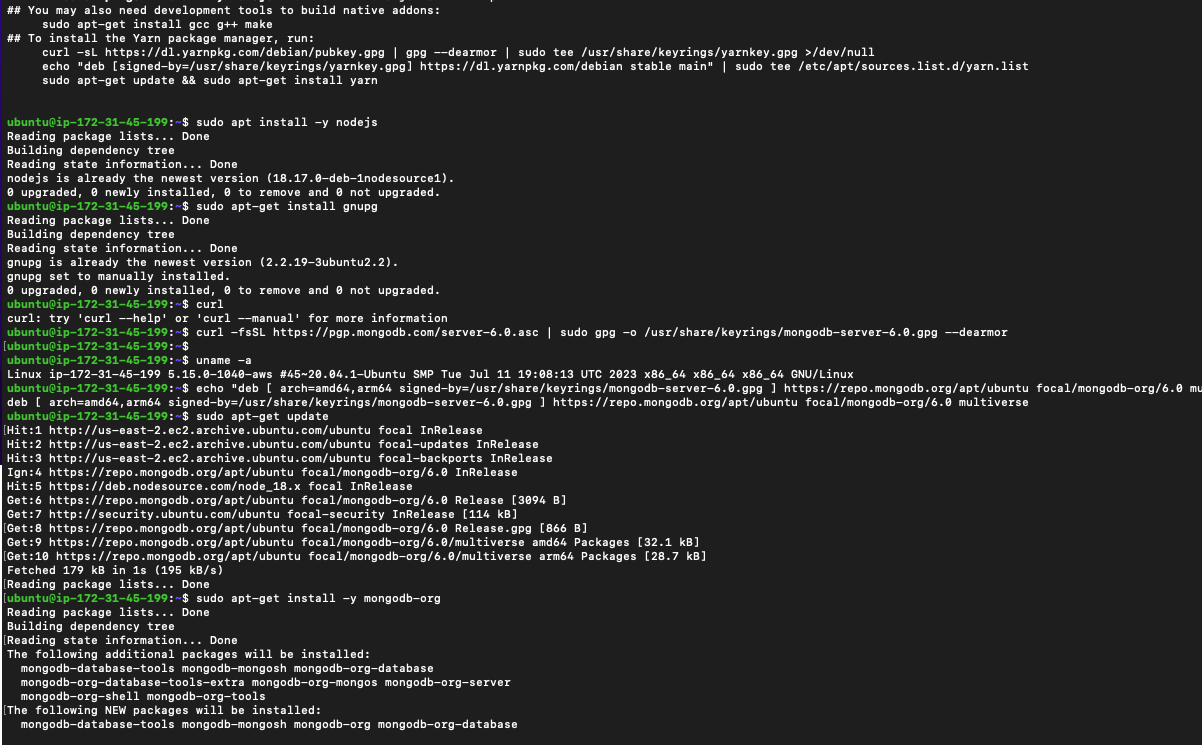 ## You may also need development tools to build native addons:
     sudo apt-get install gcc g++ make
## To install the Yarn package manager, run:
     curl -sL https://dl.yarnpkg.com/debian/pubkey.gpg | gpg --dearmor | sudo tee /usr/share/keyrings/yarnkey.gpg >/dev/null
     echo "deb [signed-by=/usr/share/keyrings/yarnkey.gpg] https://dl.yarnpkg.com/debian stable main" | sudo tee /etc/apt/sources.list.d/yarn.list
     sudo apt-get update && sudo apt-get install yarn
ubuntu@ip-172-31-45-199:~$ sudo apt install -y nodejs
Reading package lists... Done
Building dependency tree
Reading state information... Done
nodejs is already the newest version (18.17.0-deb-1nodesource1).
0 upgraded, 0 newly installed, 0 to remove and 0 not upgraded.
ubuntu@ip-172-31-45-199:~$ sudo apt-get install gnupg
Reading package lists... Done
Building dependency tree
Reading state information... Done
gnupg is already the newest version (2.2.19-3ubuntu2.2).
gnupg set to manually installed.
0 upgraded, 0 newly installed, 0 to remove and 0 not upgraded.
ubuntu@ip-172-31-45-199:~$ curl
curl: try 'curl --help' or 'curl --manual' for more information
ubuntu@ip-172-31-45-199:~$ curl -fsSL https://pgp.mongodb.com/server-6.0.asc | sudo gpg -o /usr/share/keyrings/mongodb-server-6.0.gpg --dearmor
[ubuntu@ip-172-31-45-199:~$
ubuntu@ip-172-31-45-199:~$ uname -a
Linux ip-172-31-45-199 5.15.0-1040-aws #45~20.04.1-Ubuntu SMP Tue Jul 11 19:08:13 UTC 2023 x86_64 x86_64 x86_64 GNU/Linux
ubuntu@ip-172-31-45-199:~$ echo "deb [ arch=amd64,arm64 signed-by=/usr/share/keyrings/mongodb-server-6.0.gpg ] https://repo.mongodb.org/apt/ubuntu focal/mongodb-org/6.0 mu
deb [ arch=amd64,arm64 signed-by=/usr/share/keyrings/mongodb-server-6.0.gpg ] https://repo.mongodb.org/apt/ubuntu focal/mongodb-org/6.0 multiverse
ubuntu@ip-172-31-45-199:~$ sudo apt-get update
[Hit:1 http://us-east-2.ec2.archive.ubuntu.com/ubuntu focal InRelease
Hit:2 http://us-east-2.ec2.archive.ubuntu.com/ubuntu focal-updates InRelease
Hit:3 http://us-east-2.ec2.archive.ubuntu.com/ubuntu focal-backports InRelease
Ign:4 https://repo.mongodb.org/apt/ubuntu focal/mongodb-org/6.0 InRelease
Hit:5 https://deb.nodesource.com/node_18.x focal InRelease
Get:6 https://repo.mongodb.org/apt/ubuntu focal/mongodb-org/6.0 Release [3094 B]
Get:7 http://security.ubuntu.com/ubuntu focal-security InRelease [114 kB]
[Get:8 https://repo.mongodb.org/apt/ubuntu focal/mongodb-org/6.0 Release.gpg [866 B]
Get:9 https://repo.mongodb.org/apt/ubuntu focal/mongodb-org/6.0/multiverse amd64 Packages [32.1 kB]
[Get:10 https://repo.mongodb.org/apt/ubuntu focal/mongodb-org/6.0/multiverse arm64 Packages [28.7 kB]
Fetched 179 kB in 1s (195 kB/s)
[Reading package lists... Done
[ubuntu@ip-172-31-45-199:~$ sudo apt-get install -y mongodb-org
Reading package lists... Done
Building dependency tree
[Reading state information... Done
The following additional packages will be installed:
  mongodb-database-tools mongodb-mongosh mongodb-org-database
  mongodb-org-database-tools-extra mongodb-org-mongos mongodb-org-server
  mongodb-org-shell mongodb-org-tools
[The following NEW packages will be installed:
  mongodb-database-tools mongodb-mongosh mongodb-org mongodb-org-database